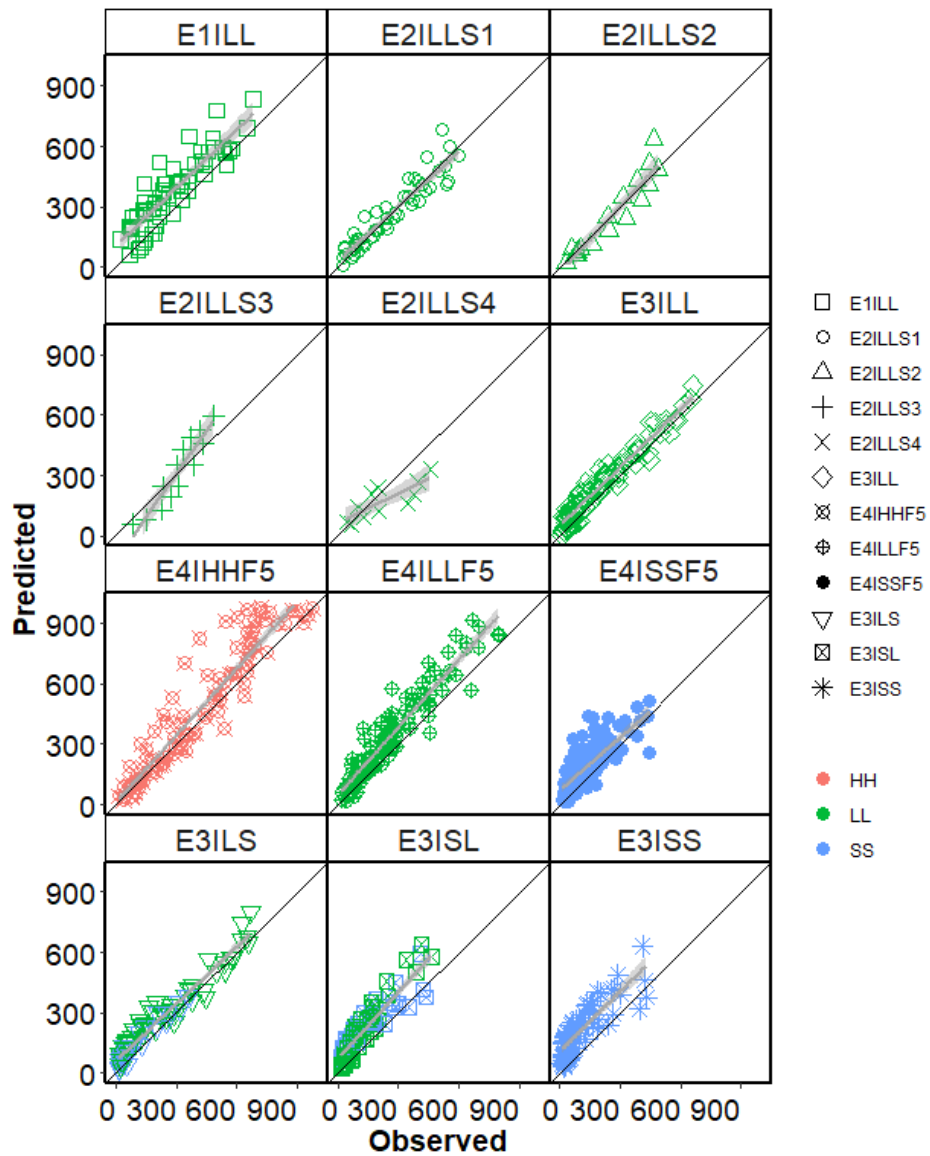 E1ILL E2ILLS1 E2ILLS2
900
600
300
0
E2ILLS3 E2ILLS4 E3ILL
900
600
300
0
E4IHHF5 E4ILLF5 E4ISSF5
900
600
300
0
E3ILS E3ISL E3ISS
900
600
300
0
0 300 600 900 0 300 600 900 0 300 600 900
Observed
Predicted
E1ILL
E2ILLS1
E2ILLS2
E2ILLS3
E2ILLS4
E3ILL
E4IHHF5
E4ILLF5
E4ISSF5
E3ILS
E3ISL
E3ISS
HH
LL
SS